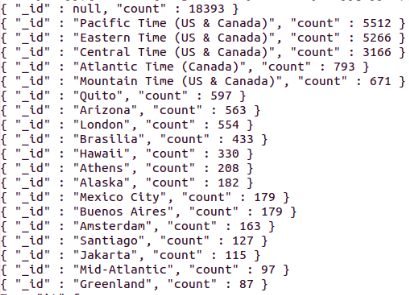 { "_id" : null, "count" : 18393 }
{ "_id" : "Pacific Time (US & Canada)", "count" : 5512 }
{ "_id" : "Eastern Time (US & Canada)", "count" : 5266 }
{ "_id" : "Central Time (US & Canada)", "count" : 3166 }
{ "_id" : "Atlantic Time (Canada)", "count" : 793 }
{ "_id" : "Mountain Time (US & Canada)", "count" : 671 }
{ "_id" : "Quito", "count" : 597 }
{ "_id" : "Arizona", "count" : 563 }
{ "_id" : "London", "count" : 554 }
{ "_id" : "Brasilia", "count" : 433 }
{ "_id" : "Hawaii", "count" : 330 }
{ "_id" : "Athens", "count" : 208 }
{ "_id" : "Alaska", "count" : 182 }
{ "_id" : "Mexico City", "count" : 179 }
{ "_id" : "Buenos Aires", "count" : 179 }
{ "_id" : "Amsterdam", "count" : 163 }
{ "_id" : "Santiago", "count" : 127 }
{ "_id" : "Jakarta", "count" : 115 }
{ "_id" : "Mid-Atlantic", "count" : 97 }
{ "_id" : "Greenland", "count" : 87 }